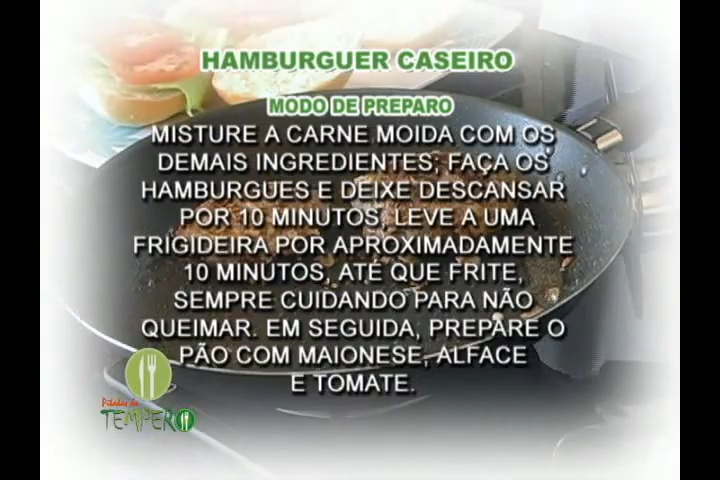 HAMBURGUER CASEIRO
MODO DE PREPARO
MISTURE A CARNE MOIDA COM OS
DEMAIS INGREDIENTES, FAÇA OS
HAMBURGUES E DEIXE DESCANSAR
POR 10 MINUTOS, LEVE A UMA
FRIGIDEIRA POR APROXIMADAMENTE
10 MINUTOS, ATÉ QUE FRITE,
SEMPRE CUIDANDO PARA NÃO
QUEIMAR. EM SEGUIDA, PREPARE O
PÃO COM MAIONESE, ALFACE
E TOMATE.
Pitadas de
TEMPERO